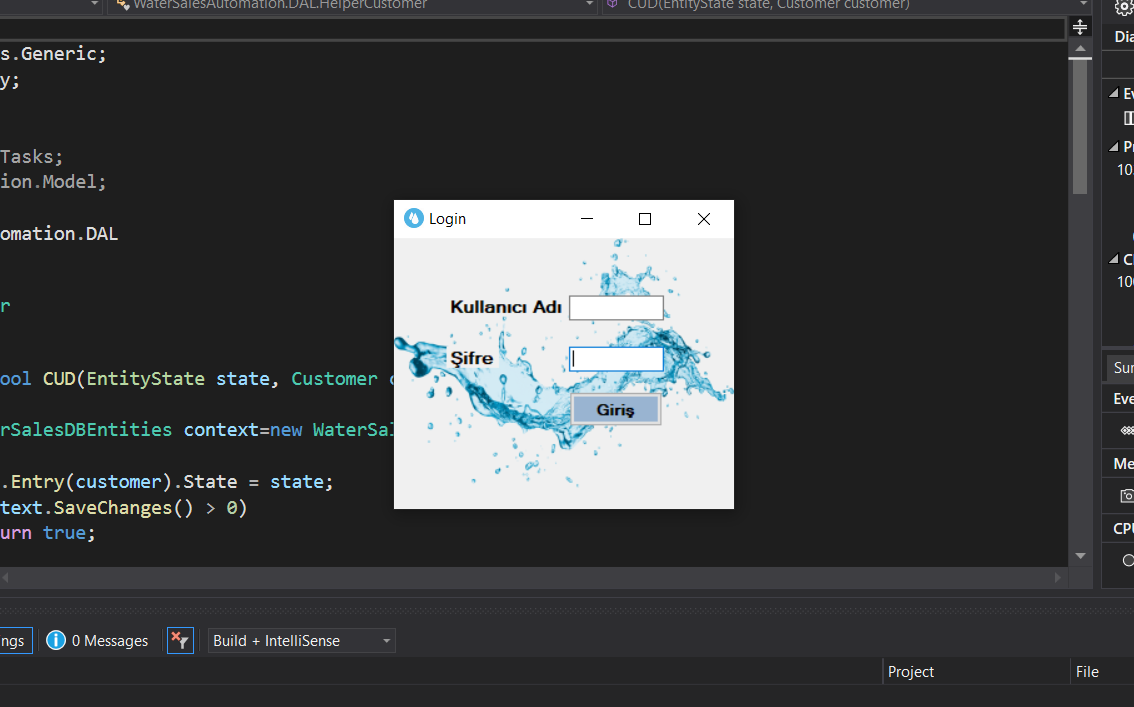 WaterSalesAutomation.DAL.HelperCustomer
CUD(EntityState state, Customer customer)
s.Generic;
y;
Tasks;
ion.Model;
omation.DAL
r
ool CUD(EntityState state, Customer c
rSalesDBEntities context=new WaterSal
.Entry(customer).State = state;
text.SaveChanges() > 0)
urn true;
Login
Kullanıcı Adı
Şifre
Giriş
Dia
Ev
Pr
10
C
100
Sum
Eve
Me
CPU
ngs
0 Messages
Build + IntelliSense
Project
File